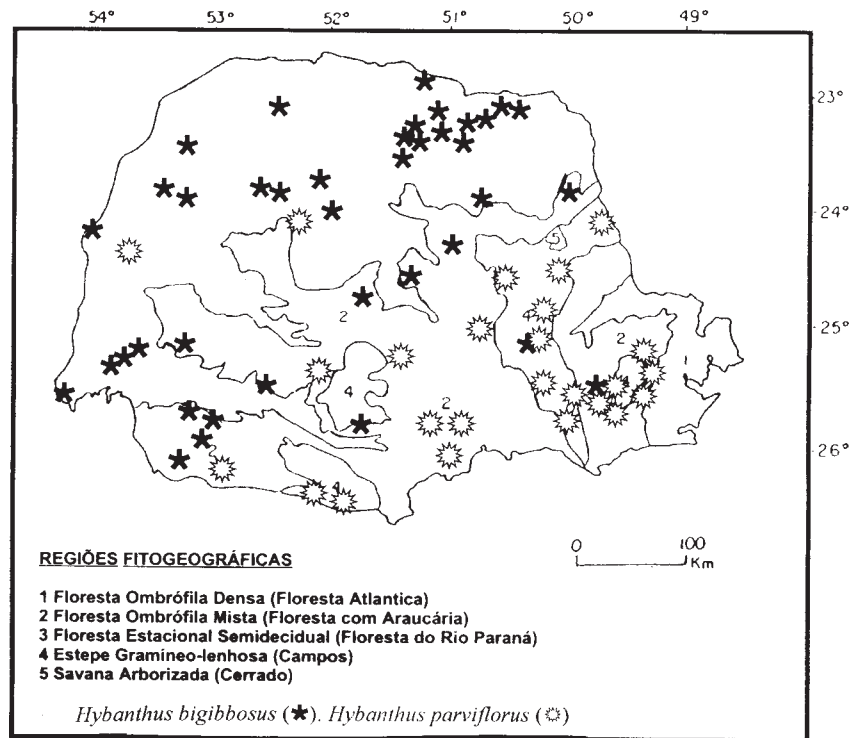 54° 53° 52° 51° 50° 49°
23°
24°
5
4
2
25°
2
4
2
26°
4
0 100
Km
REGIÕES FITOGEOGRÁFICAS
1 Floresta Ombrófila Densa (Floresta Atlantica)
2 Floresta Ombrófila Mista (Floresta com Araucária)
3 Floresta Estacional Semidecidual (Floresta do Rio Paraná)
4 Estepe Gramíneo-lenhosa (Campos)
5 Savana Arborizada (Cerrado)
Hybanthus bigibbosus (★). Hybanthus parviflorus (۞)